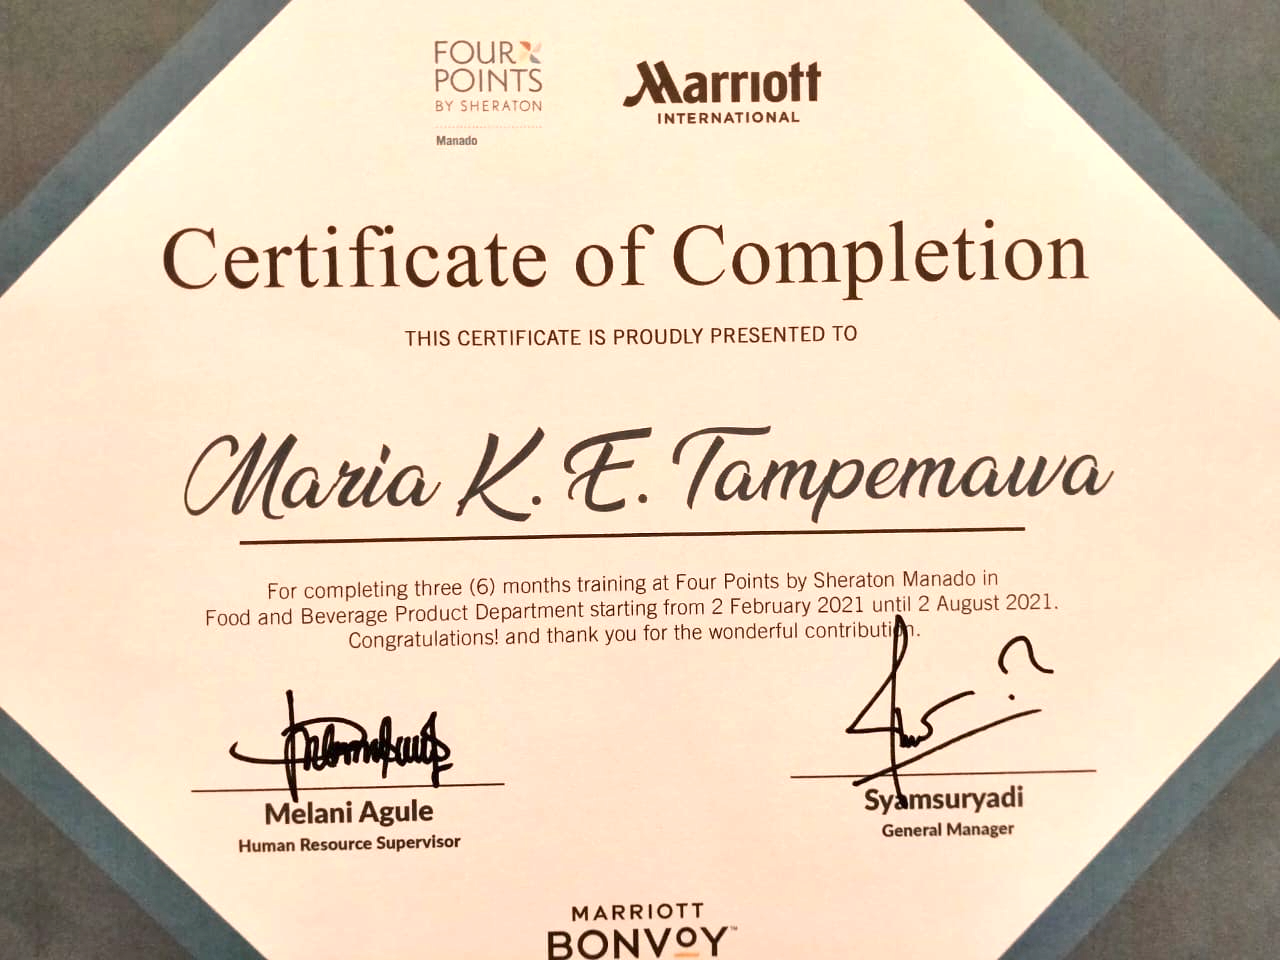 FOUR
POINTS
BY SHERATON
Manado
Marriott
INTERNATIONAL
Certificate of Completion
THIS CERTIFICATE IS PROUDLY PRESENTED TO
Maria K. E. Tampemawa
For completing three (6) months training at Four Points by Sheraton Manado in
Food and Beverage Product Department starting from 2 February 2021 until 2 August 2021.
Congratulations! and thank you for the wonderful contribution.
Melani Agule
Human Resource Supervisor
Syamsuryadi
General Manager
MARRIOTT
BONVOY™